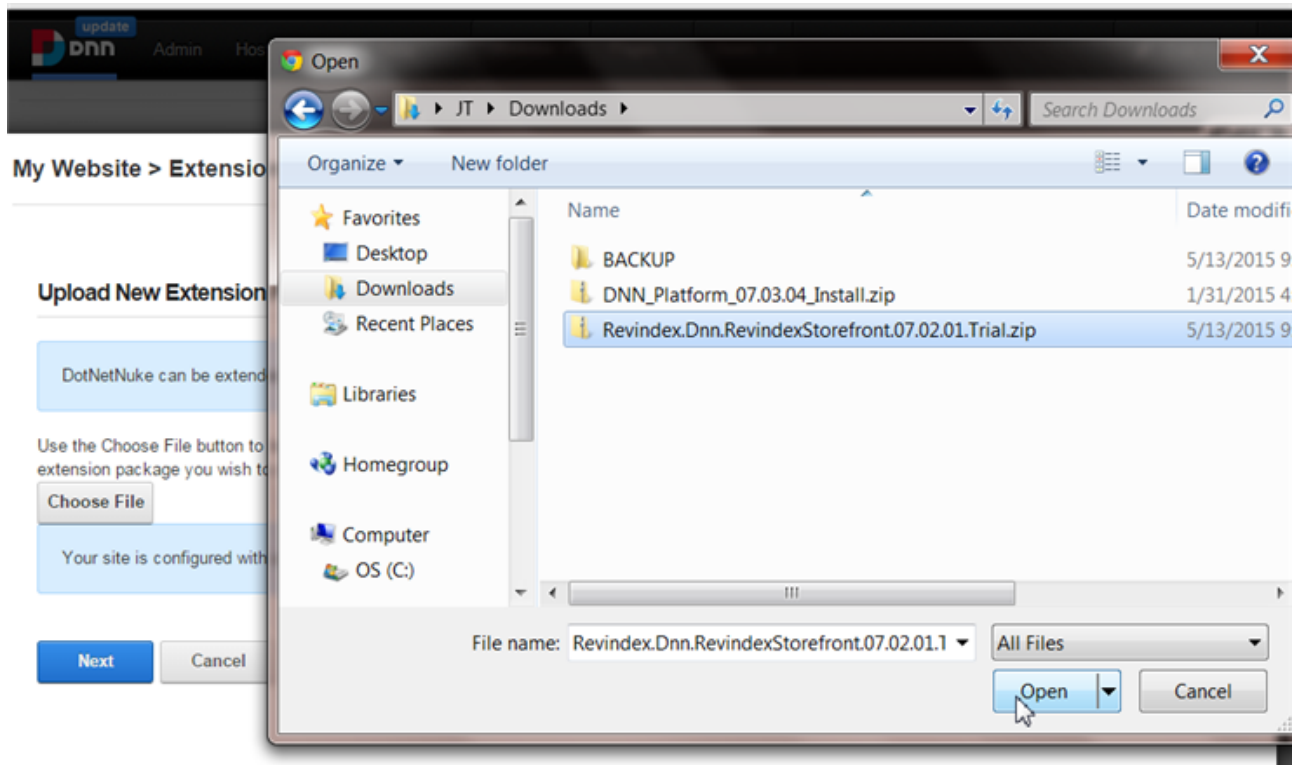 update
DNN Admin Hos
Open
JT Downloads
Search Downloads
My Website > Extensio
Organize New folder
Favorites
Desktop
Downloads
Recent Places
Libraries
Homegroup
Computer
OS (C:)
Name Date modifi
BACKUP 5/13/2015 9
DNN_Platform_07.03.04_Install.zip 1/31/2015 4
Revindex.Dnn.RevindexStorefront.07.02.01.Trial.zip 5/13/2015 9
Upload New Extension
DotNetNuke can be extend
Use the Choose File button to
extension package you wish to
Choose File
Your site is configured with
Next Cancel
File name: Revindex.Dnn.RevindexStorefront.07.02.01.T All Files
Open Cancel